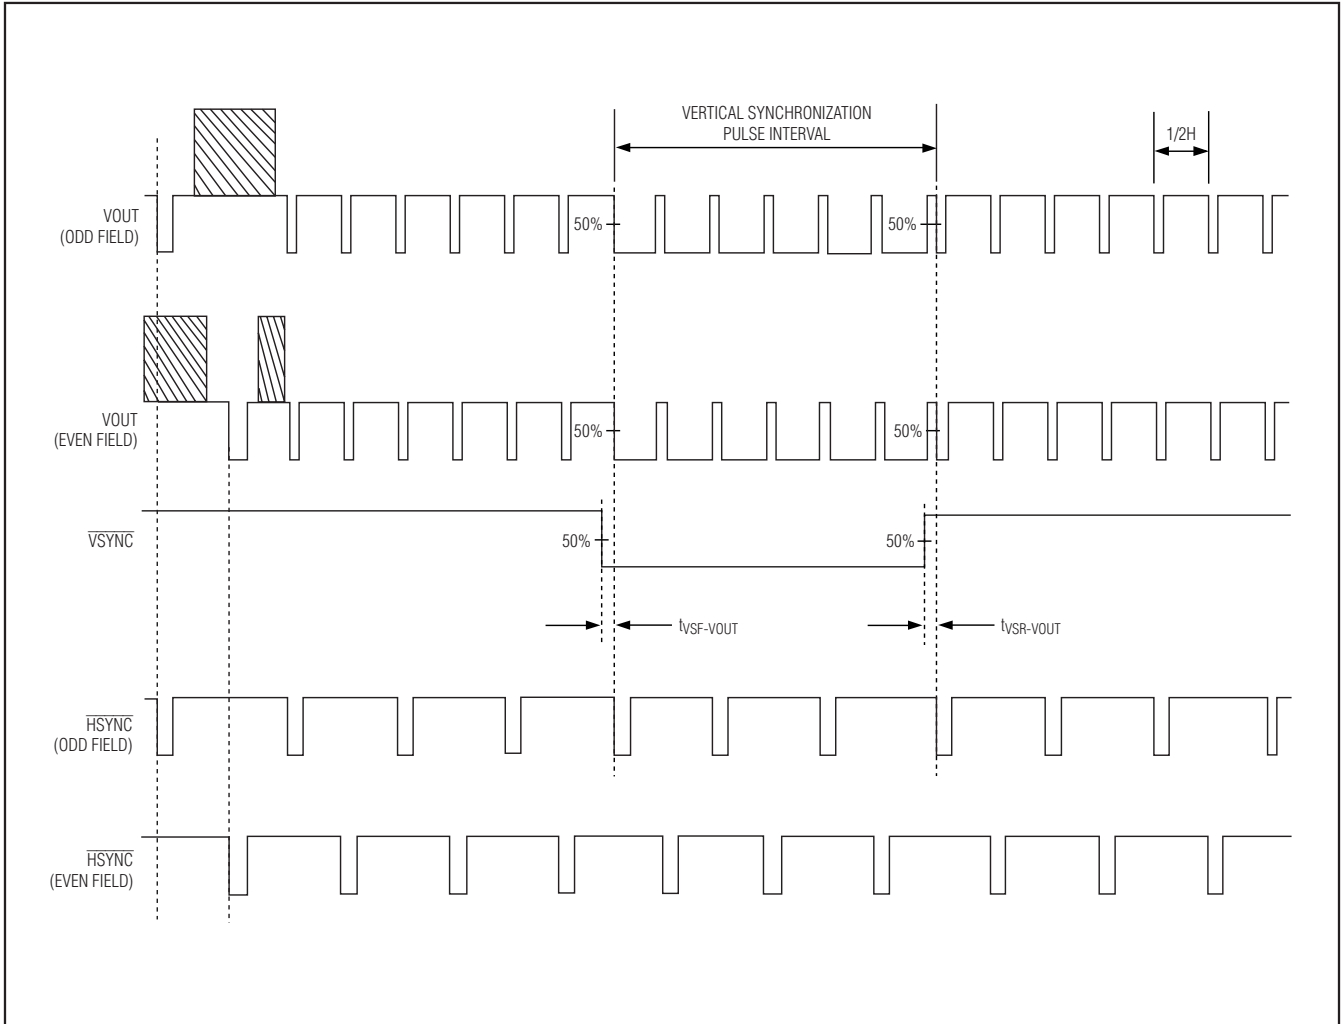 VERTICAL SYNCHRONIZATION
PULSE INTERVAL
1/2H
VOUT
(ODD FIELD)
50%
50%
VOUT
(EVEN FIELD)
50%
50%
VSYNC
50%
50%
tVSF-VOUT
tVSR-VOUT
HSYNC
(ODD FIELD)
HSYNC
(EVEN FIELD)